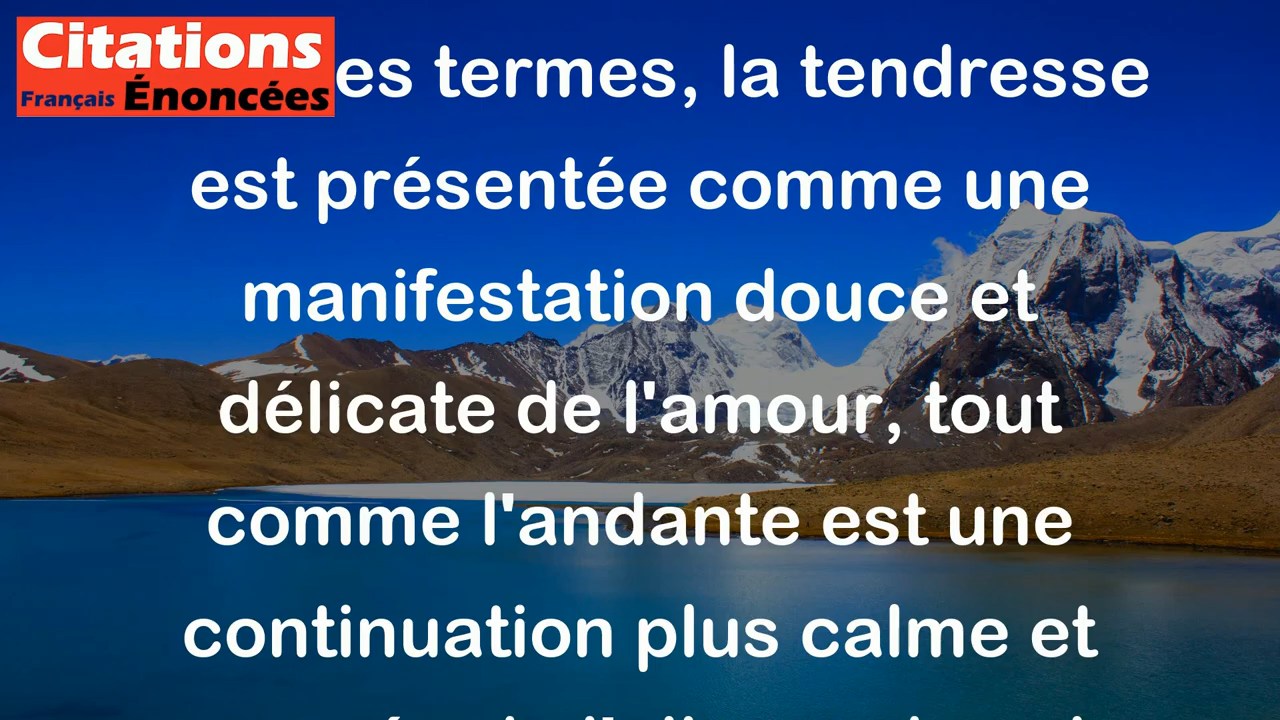 Citations
Français Énoncées
es termes, la tendresse
est présentée comme une
manifestation douce et
délicate de l'amour, tout
comme l'andante est une
continuation plus calme et